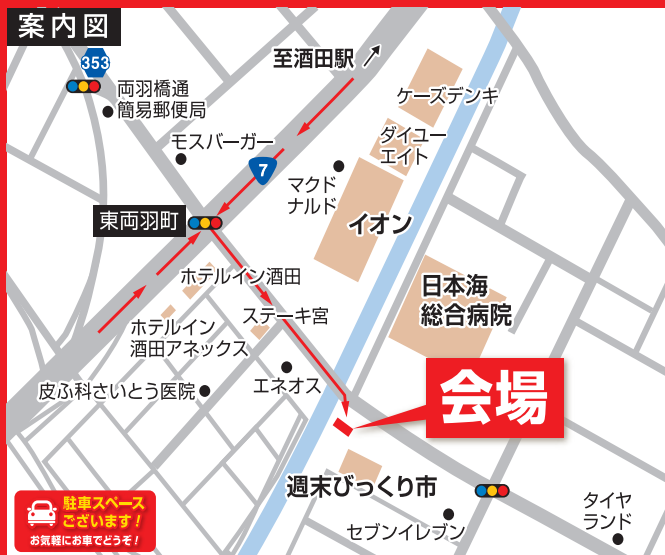 案内図
353
両羽橋通
簡易郵便局
至酒田駅
ケーズデンキ
ダイユー
エイト
モスバーガー
7
マクド
ナルド
イオン
東両羽町
ホテルイン酒田
日本海
総合病院
ステーキ宮
ホテルイン
酒田アネックス
エネオス
皮ふ科さいとう医院
会場
週末びっくり市
セブンイレブン
タイヤ
ランド
駐車スペース
ございます!
お気軽にお車でどうぞ!